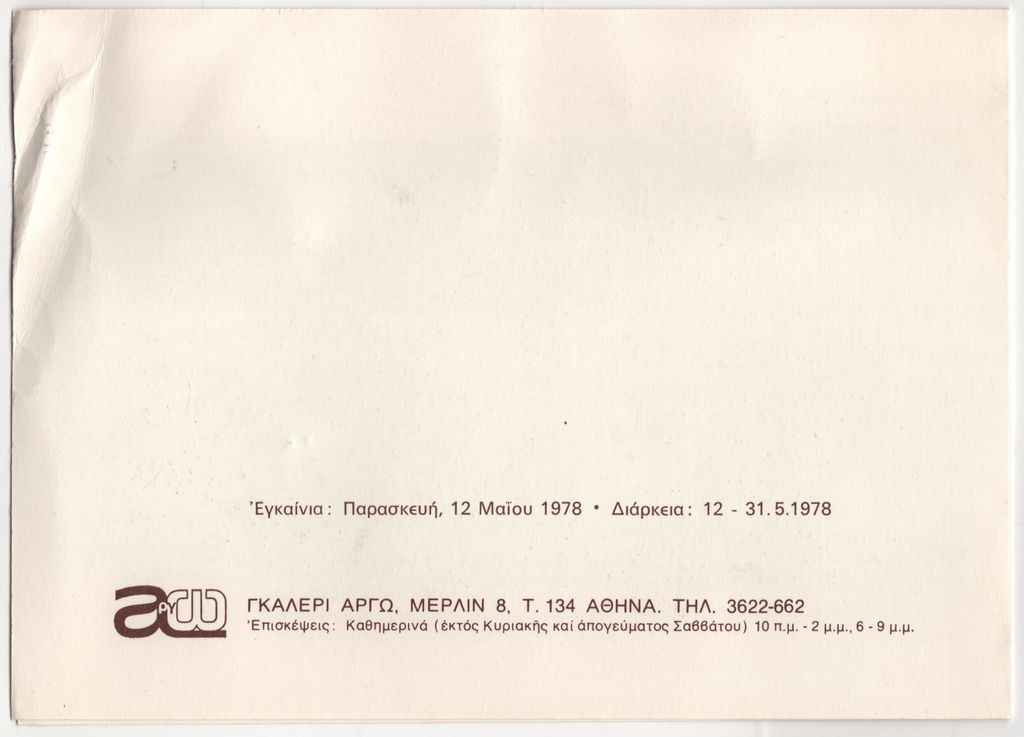 Ἐγκαίνια: Παρασκευή, 12 Μαΐου 1978 • Διάρκεια: 12 - 31.5.1978
αργω
ΓΚΑΛΕΡΙ ΑΡΓΩ, ΜΕΡΛΙΝ 8, Τ. 134 ΑΘΗΝΑ. ΤΗΛ. 3622-662
Ἐπισκέψεις: Καθημερινά (ἐκτός Κυριακῆς καί ἀπογεύματος Σαββάτου) 10 π.μ. - 2 μ.μ., 6 - 9 μ.μ.